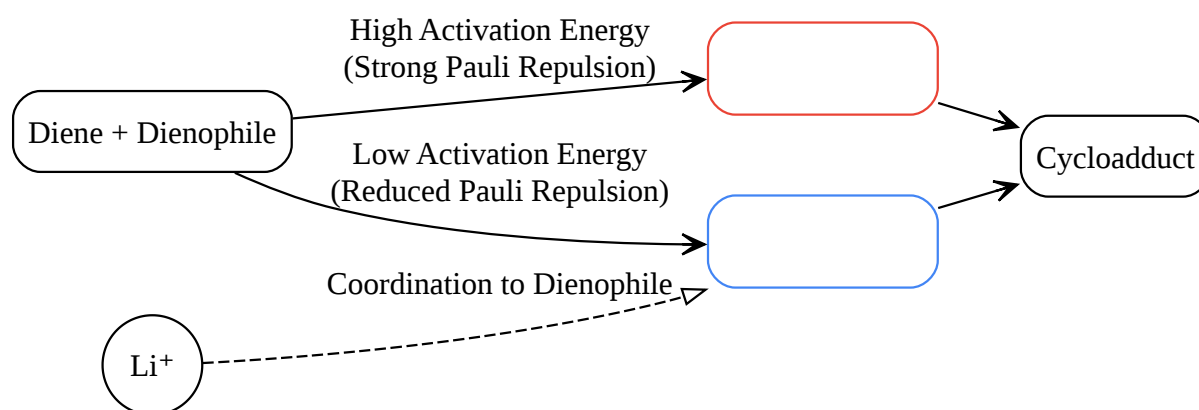 High Activation Energy
(Strong Pauli Repulsion)
Diene + Dienophile
Low Activation Energy
(Reduced Pauli Repulsion)
Cycloadduct
Coordination to Dienophile
Li⁺